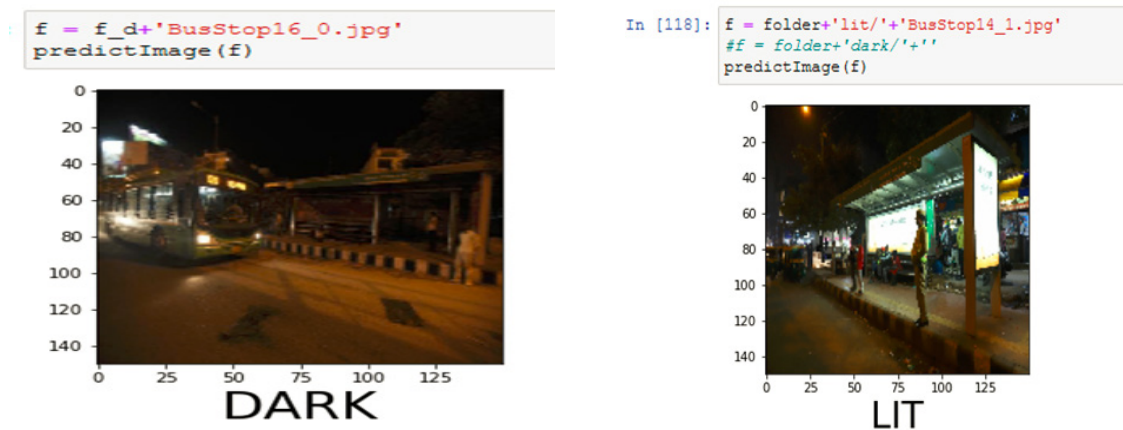 f = f_d+'BusStop16_0.jpg'
predictImage(f)
0
20
40
60
80
100
120
140
0 25 50 75 100 125
DARK
In [118]: f = folder+'lit/'+'BusStop14_1.jpg'
#f = folder+'dark/'+''
predictImage(f)
0
20
40
60
80
100
120
140
0 25 50 75 100 125
LIT